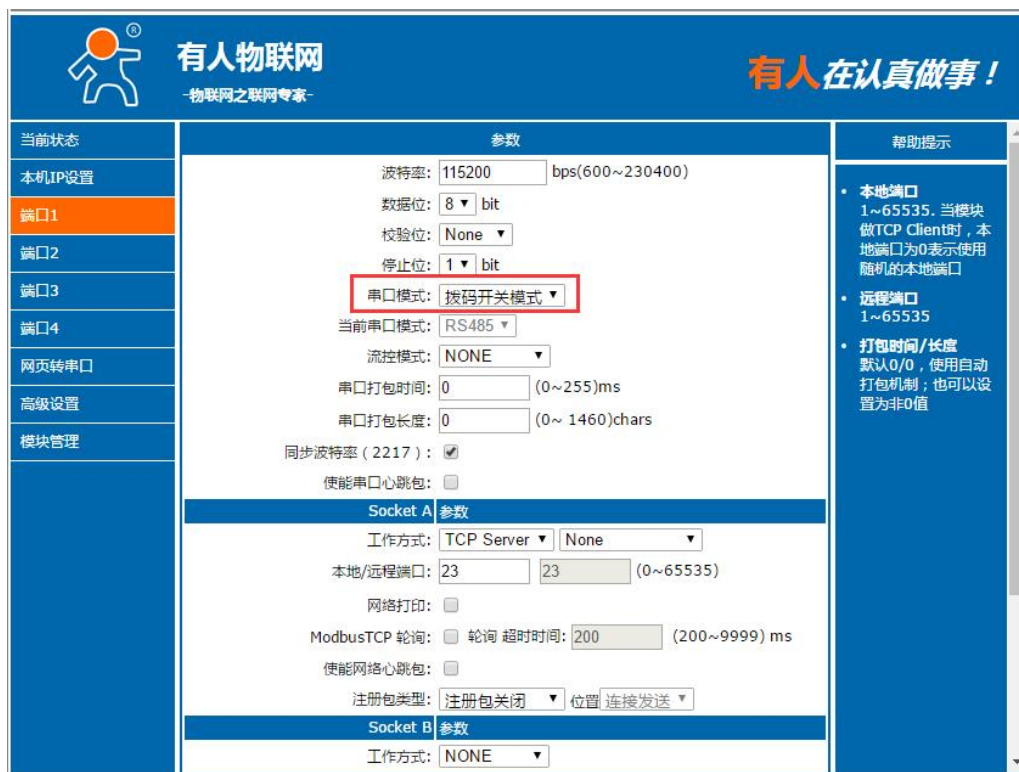 ®
有人物联网
-物联网之联网专家-
有人在认真做事！
当前状态
本机IP设置
端口1
端口2
端口3
端口4
网页转串口
高级设置
模块管理
参数
波特率: 115200 bps(600~230400)
数据位: 8 bit
校验位: None
停止位: 1 bit
串口模式: 拨码开关模式
当前串口模式: RS485
流控模式: NONE
串口打包时间: 0 (0~255)ms
串口打包长度: 0 (0~ 1460)chars
同步波特率 ( 2217 ) :
使能串口心跳包:
Socket A 参数
工作方式: TCP Server None
本地/远程端口: 23 23 (0~65535)
网络打印:
ModbusTCP 轮询: 轮询 超时时间: 200 (200~9999) ms
使能网络心跳包:
注册包类型: 注册包关闭 位置 连接发送
Socket B 参数
工作方式: NONE
帮助提示
• 本地端口
1~65535. 当模块
做TCP Client时，本
地端口为0表示使用
随机的本地端口
• 远程端口
1~65535
• 打包时间/长度
默认0/0，使用自动
打包机制；也可以设
置为非0值